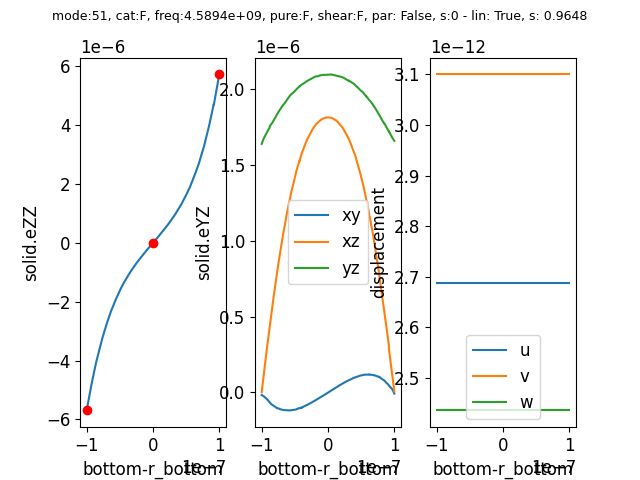 mode:51, cat:F, freq:4.5894e+09, pure:F, shear:F, par: False, s:0 - lin: True, s: 0.9648
1e−6
1e−6
1e−12
6
4
2
0
−2
−4
−6
solid.eZZ
−1
0
1
1e−7
bottom-r_bottom
2.0
1.5
1.0
0.5
0.0
solid.eYZ
xy
xz
yz
−1
0
1
1e−7
bottom-r_bottom
3.1
3.0
2.9
2.8
2.7
2.6
2.5
displacement
u
v
w
−1
0
1
1e−7
bottom-r_bottom